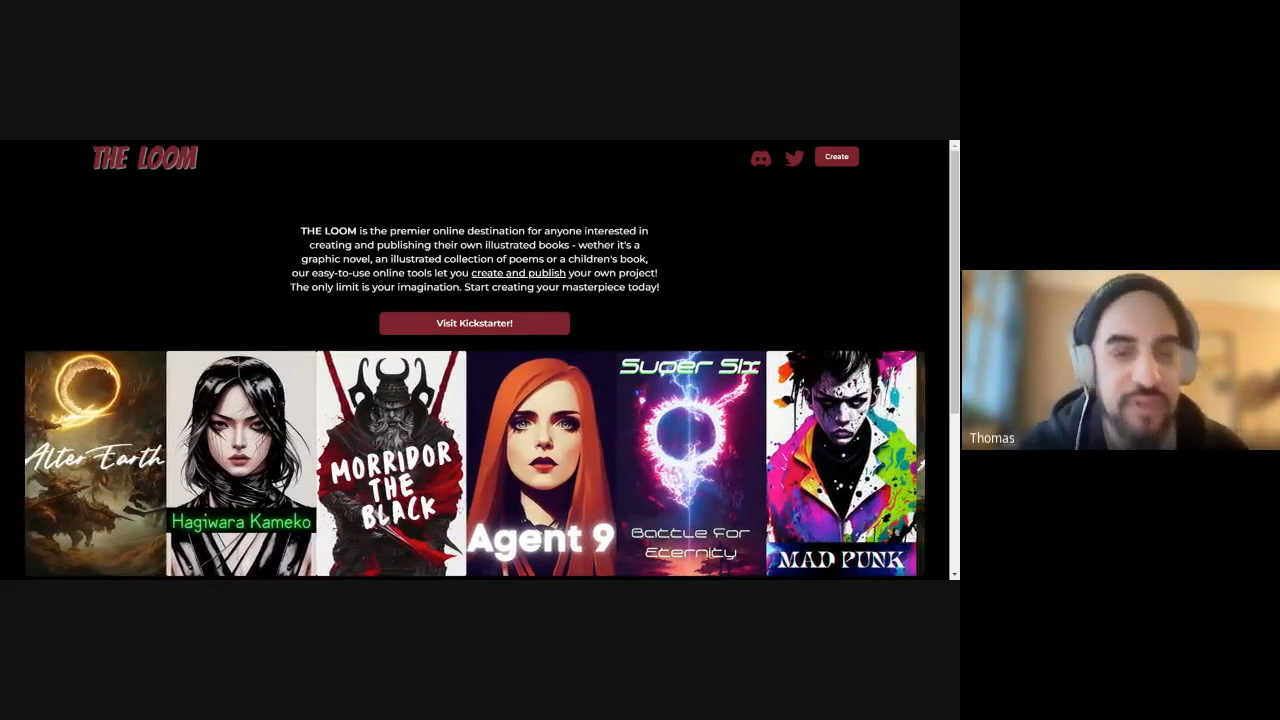 THE LOOM
Create
THE LOOM is the premier online destination for anyone interested in
creating and publishing their own illustrated books - wether it's a
graphic novel, an illustrated collection of poems or a children's book,
our easy-to-use online tools let you create and publish your own project!
The only limit is your imagination. Start creating your masterpiece today!
Visit Kickstarter!
Alter Earth
Hagiwara Kameko
MORRIDOR
THE
BLACK
Agent 9
Super Six
Battle For
Eternity
MAD PUNK
Thomas